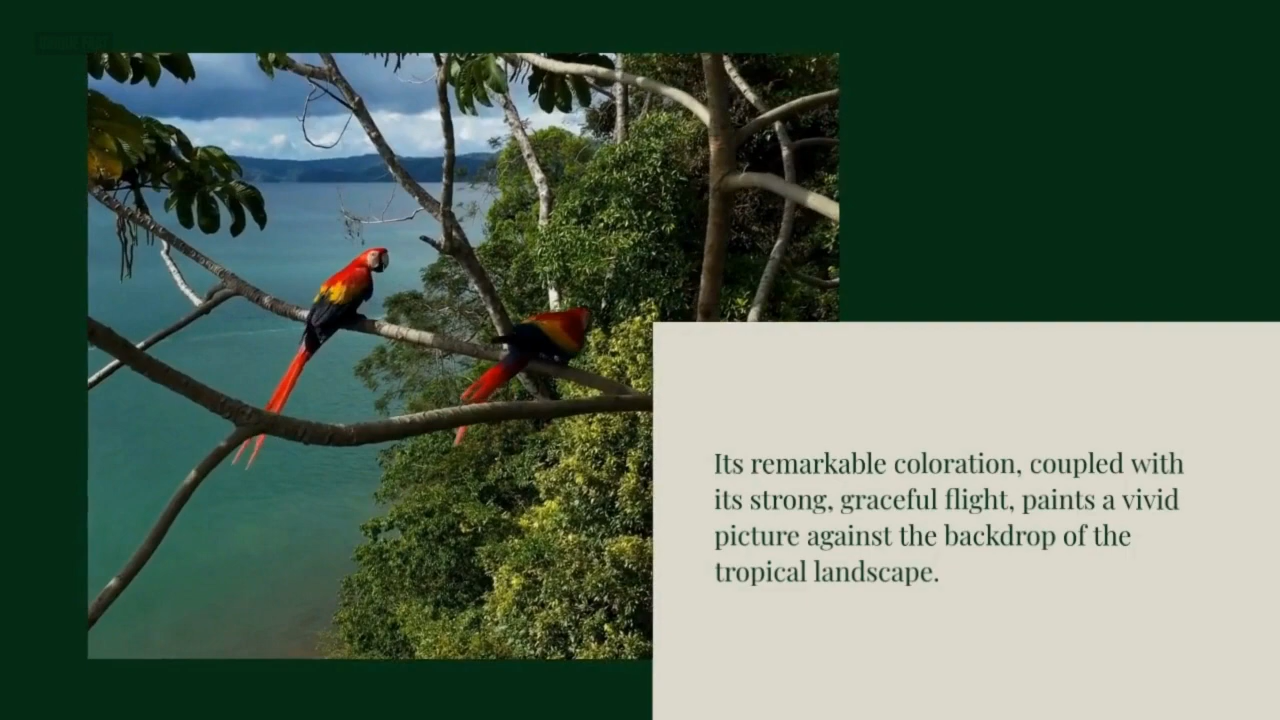 Its remarkable coloration, coupled with
its strong, graceful flight, paints a vivid
picture against the backdrop of the
tropical landscape.